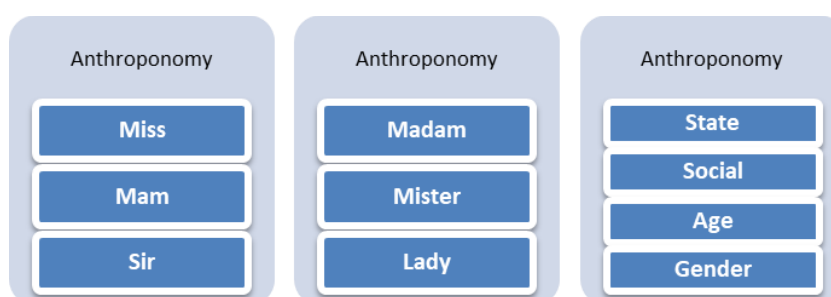 Anthroponomy
Miss
Mam
Sir
Anthroponomy
Madam
Mister
Lady
Anthroponomy
State
Social
Age
Gender